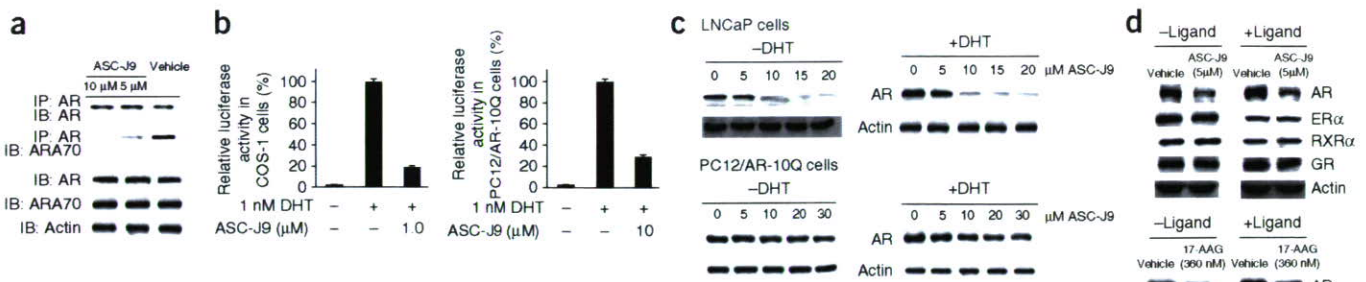 a
ASC-J9 Vehicle
10 μM 5 μM
IP: AR
IB: AR
IP: AR
IB: ARA70
IB: AR
IB: ARA70
IB: Actin
b
Relative luciferase
activity in
COS-1 cells (%)
100
80
60
40
20
0
1 nM DHT – + +
ASC-J9 (μM) – – 1.0
Relative luciferase
activity in
PC12/AR-10Q cells (%)
100
80
60
40
20
0
1 nM DHT – + +
ASC-J9 (μM) – – 10
c
LNCaP cells
–DHT
0 5 10 15 20
+DHT
0 5 10 15 20 μM ASC-J9
AR
Actin
PC12/AR-10Q cells
–DHT
0 5 10 20 30
+DHT
0 5 10 20 30 μM ASC-J9
AR
Actin
d
–Ligand +Ligand
Vehicle ASC-J9 (5μM) Vehicle ASC-J9 (5μM)
AR
ERα
RXRα
GR
Actin
–Ligand +Ligand
Vehicle 17-AAG (360 nM) Vehicle 17-AAG (360 nM)